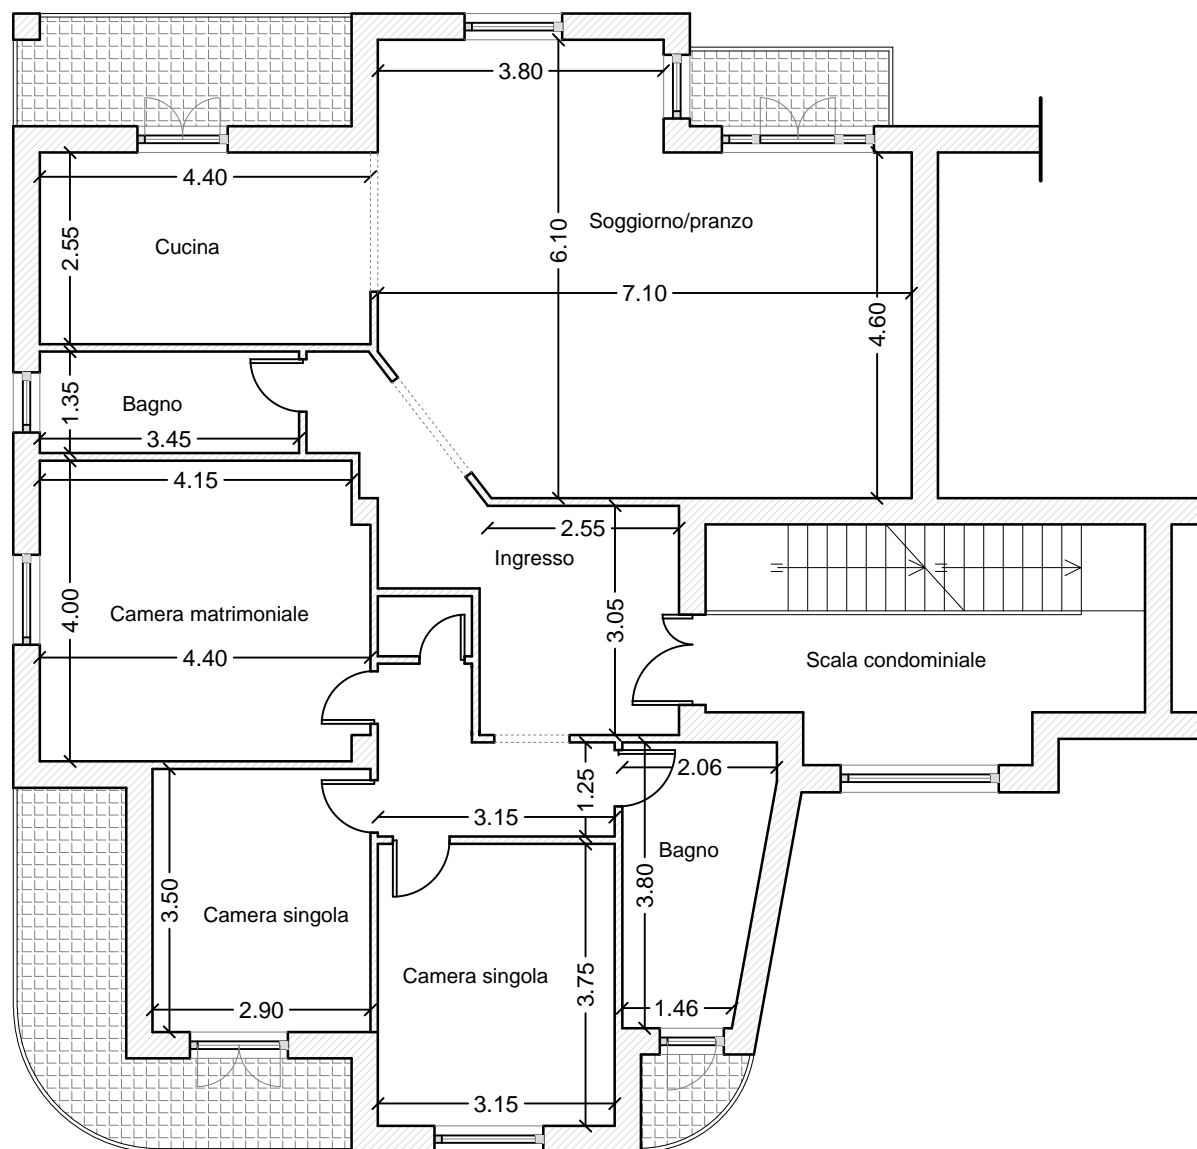 3.80
4.40
Soggiorno/pranzo
Cucina
2.55
6.10
7.10
4.60
1.35
Bagno
3.45
4.15
2.55
Ingresso
4.00
Camera matrimoniale
3.05
4.40
Scala condominiale
2.06
1.25
3.15
Bagno
3.50
3.80
Camera singola
Camera singola
3.75
2.90
1.46
3.15